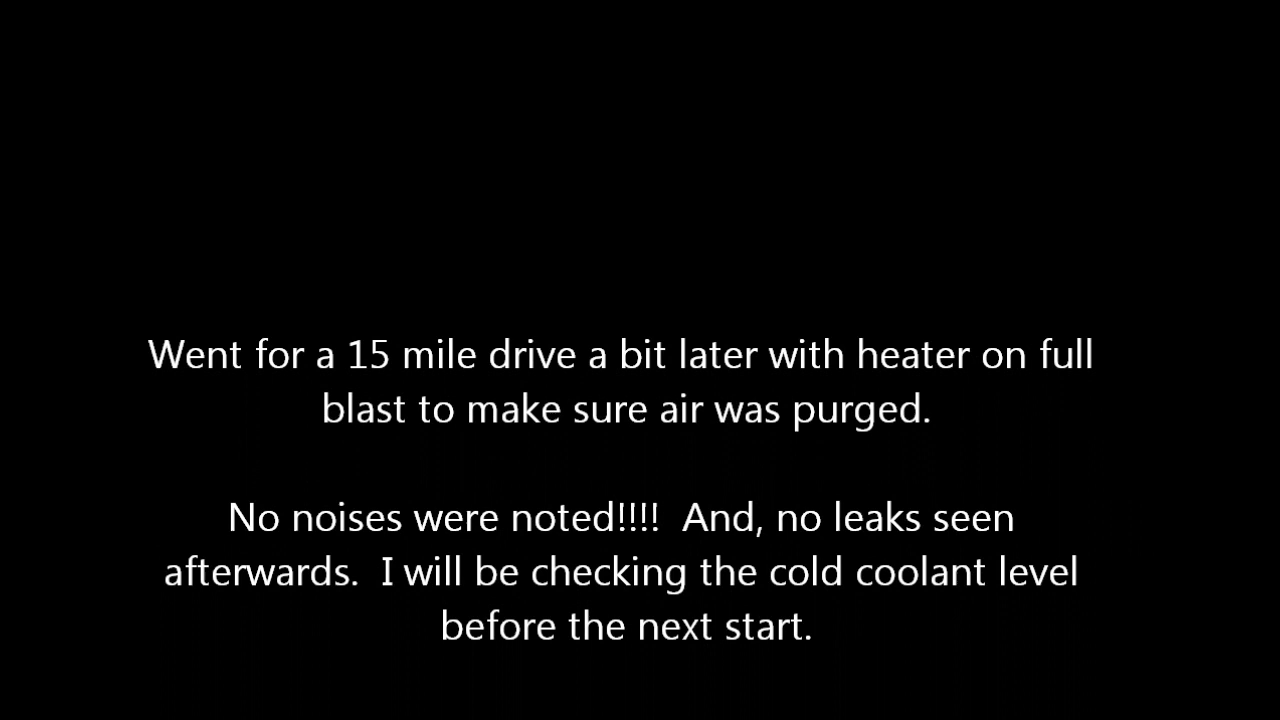 Went for a 15 mile drive a bit later with heater on full
blast to make sure air was purged.
No noises were noted!!!!  And, no leaks seen
afterwards.  I will be checking the cold coolant level
before the next start.